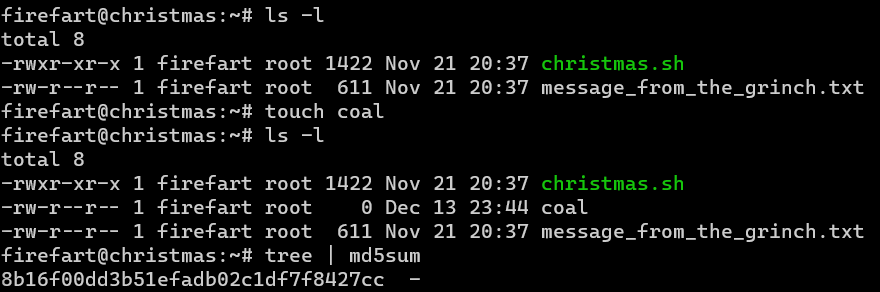 firefart@christmas:~# ls -l
total 8
-rwxr-xr-x 1 firefart root 1422 Nov 21 20:37 christmas.sh
-rw-r--r-- 1 firefart root  611 Nov 21 20:37 message_from_the_grinch.txt
firefart@christmas:~# touch coal
firefart@christmas:~# ls -l
total 8
-rwxr-xr-x 1 firefart root 1422 Nov 21 20:37 christmas.sh
-rw-r--r-- 1 firefart root    0 Dec 13 23:44 coal
-rw-r--r-- 1 firefart root  611 Nov 21 20:37 message_from_the_grinch.txt
firefart@christmas:~# tree | md5sum
8b16f00dd3b51efadb02c1df7f8427cc  -